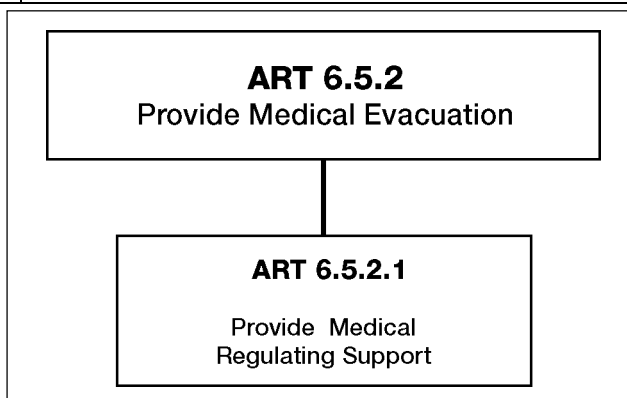 ART 6.5.2
Provide Medical Evacuation
ART 6.5.2.1
Provide Medical
Regulating Support